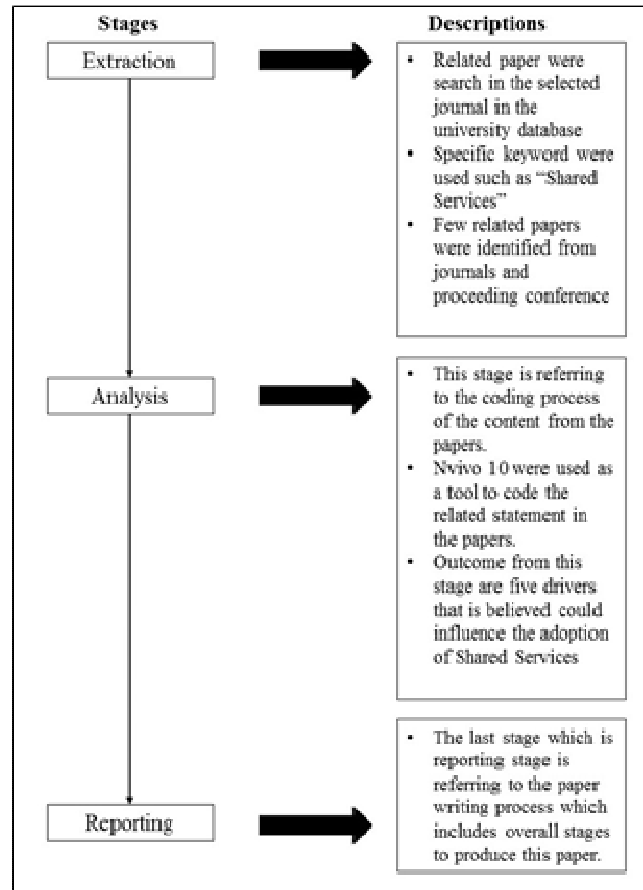 Stages
Descriptions
Extraction
• Related paper were
search in the selected
journal in the
university database
• Specific keyword were
used such as “Shared
Services”
• Few related papers
were identified from
journals and
proceeding conference
Analysis
• This stage is referring
to the coding process
of the content from the
papers.
• Nvivo 10 were used as
a tool to code the
related statement in
the papers.
• Outcome from this
stage are five drivers
that is believed could
influence the adoption
of Shared Services
Reporting
• The last stage which is
reporting stage is
referring to the paper
writing process which
includes overall stages
to produce this paper.